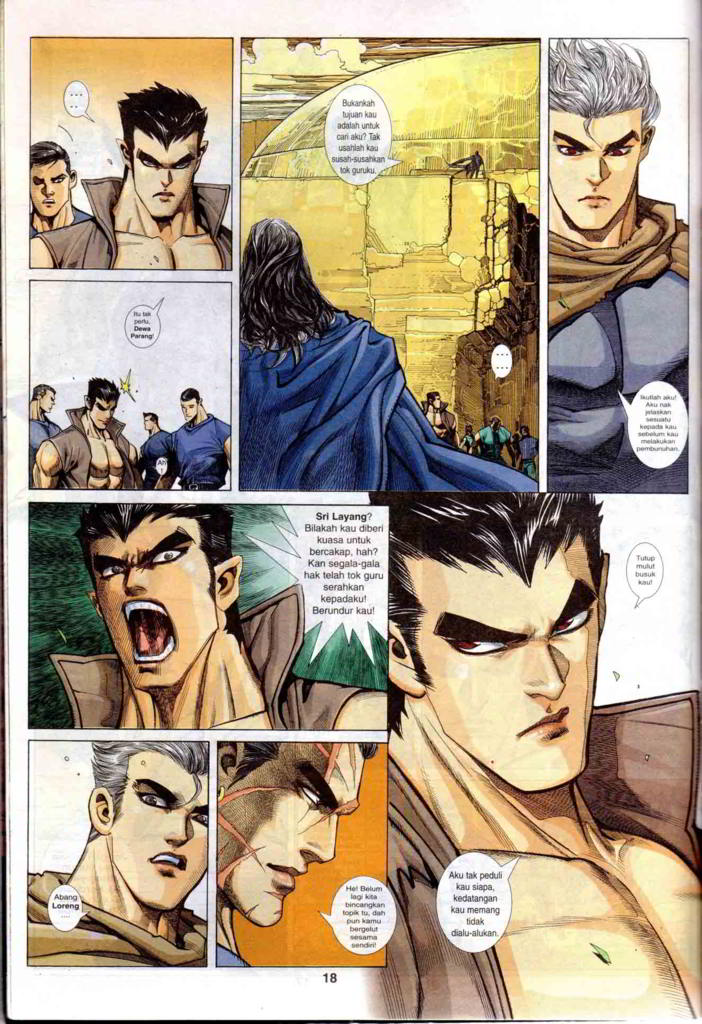 ....
....
Bukankah
tujuan kau
adalah untuk
cari aku? Tak
usahlah kau
susah-susahkan
tok guruku.
....
....
Ikutlah aku!
Aku nak
jelaskan
sesuatu
kepada kau
sebelum kau
melakukan
pembunuhan.
Itu tak
perlu,
Dewa
Parang!
Ah?
Sri Layang?
Bilakah kau diberi
kuasa untuk
bercakap, hah?
Kan segala-gala
hak telah tok guru
serahkan
kepadaku!
Berundur kau!
Tutup
mulut
busuk
kau!
Aku tak peduli
kau siapa,
kedatangan
kau memang
tidak
dialu-alukan.
Abang
Loreng
....
He! Belum
lagi kita
bincangkan
topik tu, dah
pun kamu
bergelut
sesama
sendiri!
18